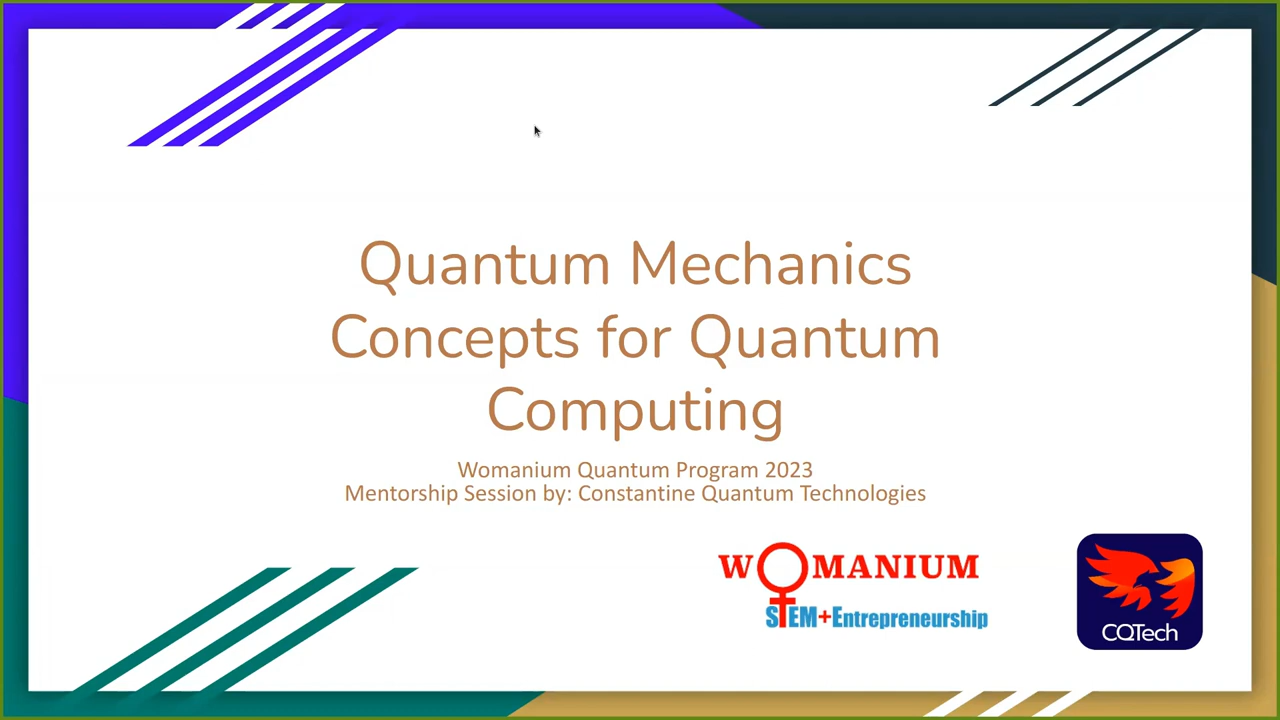 Quantum Mechanics
Concepts for Quantum
Computing
Womanium Quantum Program 2023
Mentorship Session by: Constantine Quantum Technologies
WOMANIUM
STEM+Entrepreneurship
CQTech